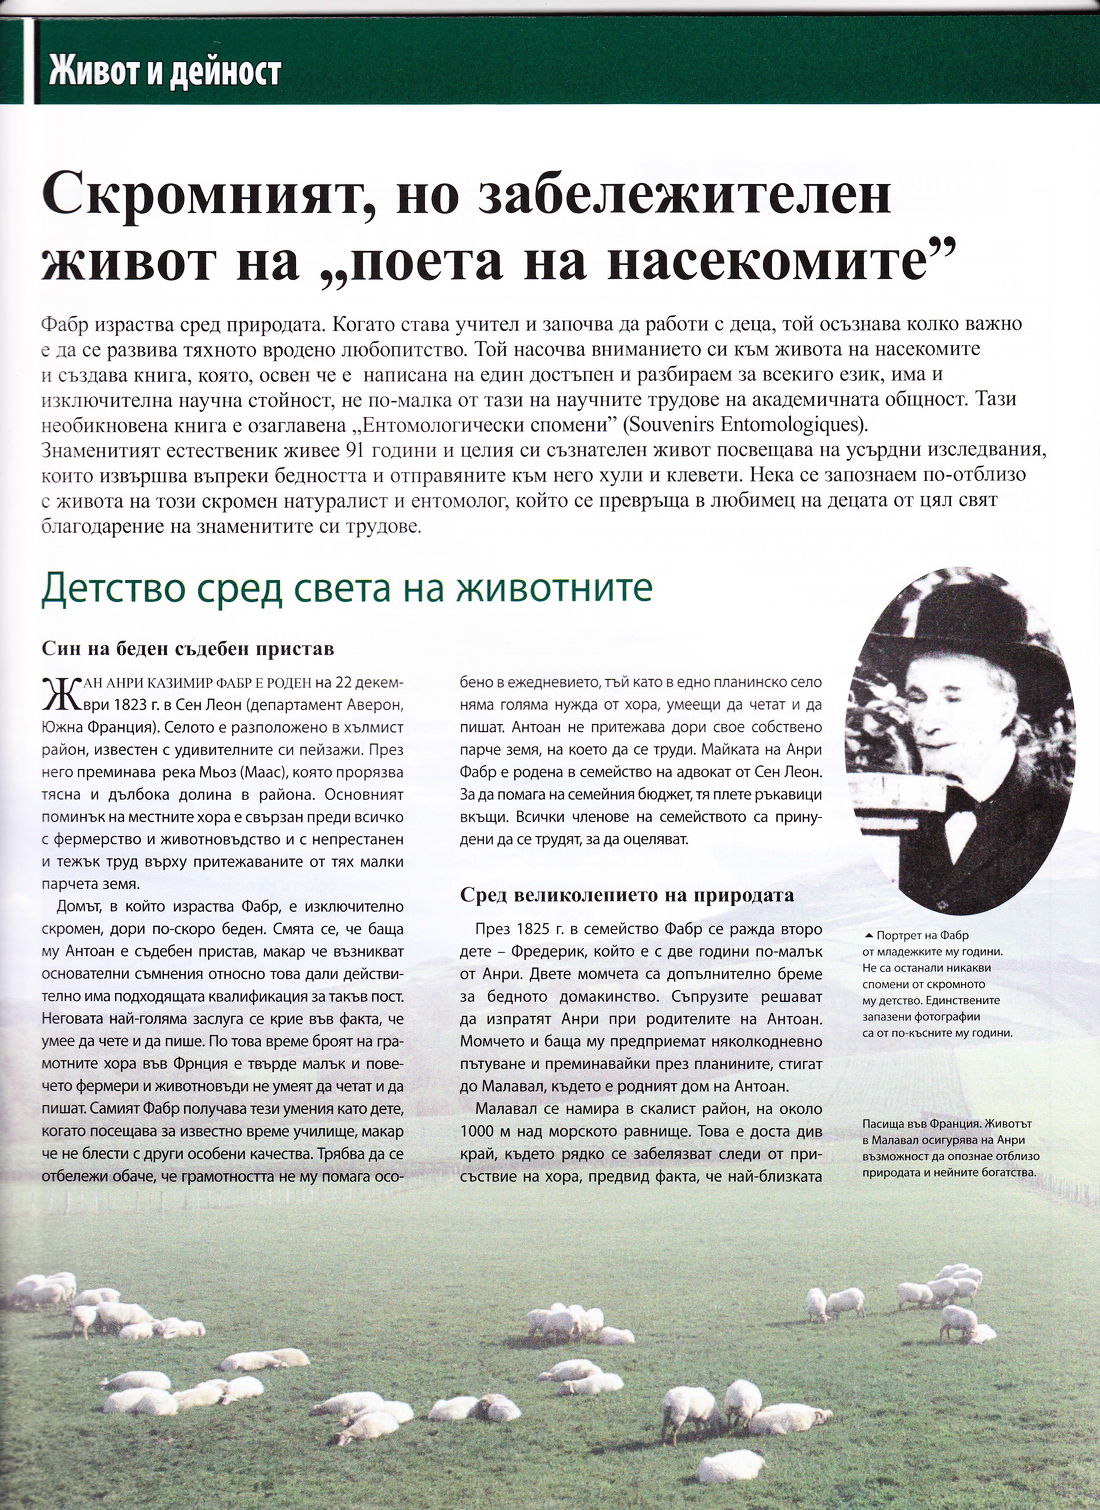 Живот и дейност
Скромният, но забележителен
живот на „поета на насекомите”
Фабр израства сред природата. Когато става учител и започва да работи с деца, той осъзнава колко важно
е да се развива тяхното вродено любопитство. Той насочва вниманието си към живота на насекомите
и създава книга, която, освен че е написана на един достъпен и разбираем за всекиго език, има и
изключителна научна стойност, не по-малка от тази на научните трудове на академичната общност. Тази
необикновена книга е озаглавена „Ентомологически спомени” (Souvenirs Entomologiques).
Знаменитият естественик живее 91 години и целия си съзнателен живот посвещава на усърдни изследвания,
които извършва въпреки бедността и отправяните към него хули и клевети. Нека се запознаем по-отблизо
с живота на този скромен натуралист и ентомолог, който се превръща в любимец на децата от цял свят
благодарение на знаменитите си трудове.
Детство сред света на животните
Син на беден съдебен пристав
ЖАН АНРИ КАЗИМИР ФАБР Е РОДЕН на 22 декем-
ври 1823 г. в Сен Леон (департамент Аверон,
Южна Франция). Селото е разположено в хълмист
район, известен с удивителните си пейзажи. През
него преминава река Мьоз (Маас), която прорязва
тясна и дълбока долина в района. Основният
поминък на местните хора е свързан преди всичко
с фермерство и животновъдство и с непрестанен
и тежък труд върху притежаваните от тях малки
парчета земя.
Домът, в който израства Фабр, е изключително
скромен, дори по-скоро беден. Смята се, че баща
му Антоан е съдебен пристав, макар че възникват
основателни съмнения относно това дали действи-
телно има подходящата квалификация за такъв пост.
Неговата най-голяма заслуга се крие във факта, че
умее да чете и да пише. По това време броят на гра-
мотните хора във Фрнция е твърде малък и пове-
чето фермери и животновъди не умеят да четат и да
пишат. Самият Фабр получава тези умения като дете,
когато посещава за известно време училище, макар
че не блести с други особени качества. Трябва да се
отбележи обаче, че грамотността не му помага осо-
бено в ежедневието, тъй като в едно планинско село
няма голяма нужда от хора, умеещи да четат и да
пишат. Антоан не притежава дори свое собствено
парче земя, на което да се труди. Майката на Анри
Фабр е родена в семейство на адвокат от Сен Леон.
За да помага на семейния бюджет, тя плете ръкавици
вкъщи. Всички членове на семейството са прину-
дени да се трудят, за да оцеляват.
Сред великолепието на природата
През 1825 г. в семейство Фабр се ражда второ
дете – Фредерик, който е с две години по-малък
от Анри. Двете момчета са допълнително бреме
за бедното домакинство. Съпрузите решават
да изпратят Анри при родителите на Антоан.
Момчето и баща му предприемат няколкодневно
пътуване и преминавайки през планините, стигат
до Малавал, където е родният дом на Антоан.
Малавал се намира в скалист район, на около
1000 м над морското равнище. Това е доста див
край, където рядко се забелязват следи от при-
съствие на хора, предвид факта, че най-близката
Портрет на Фабр
от младежките му години.
Не са останали никакви
спомени от скромното
му детство. Единствените
запазени фотографии
са от по-късните му години.
Пасища във Франция. Животът
в Малавал осигурява на Анри
възможност да опознае отблизо
природата и нейните богатства.